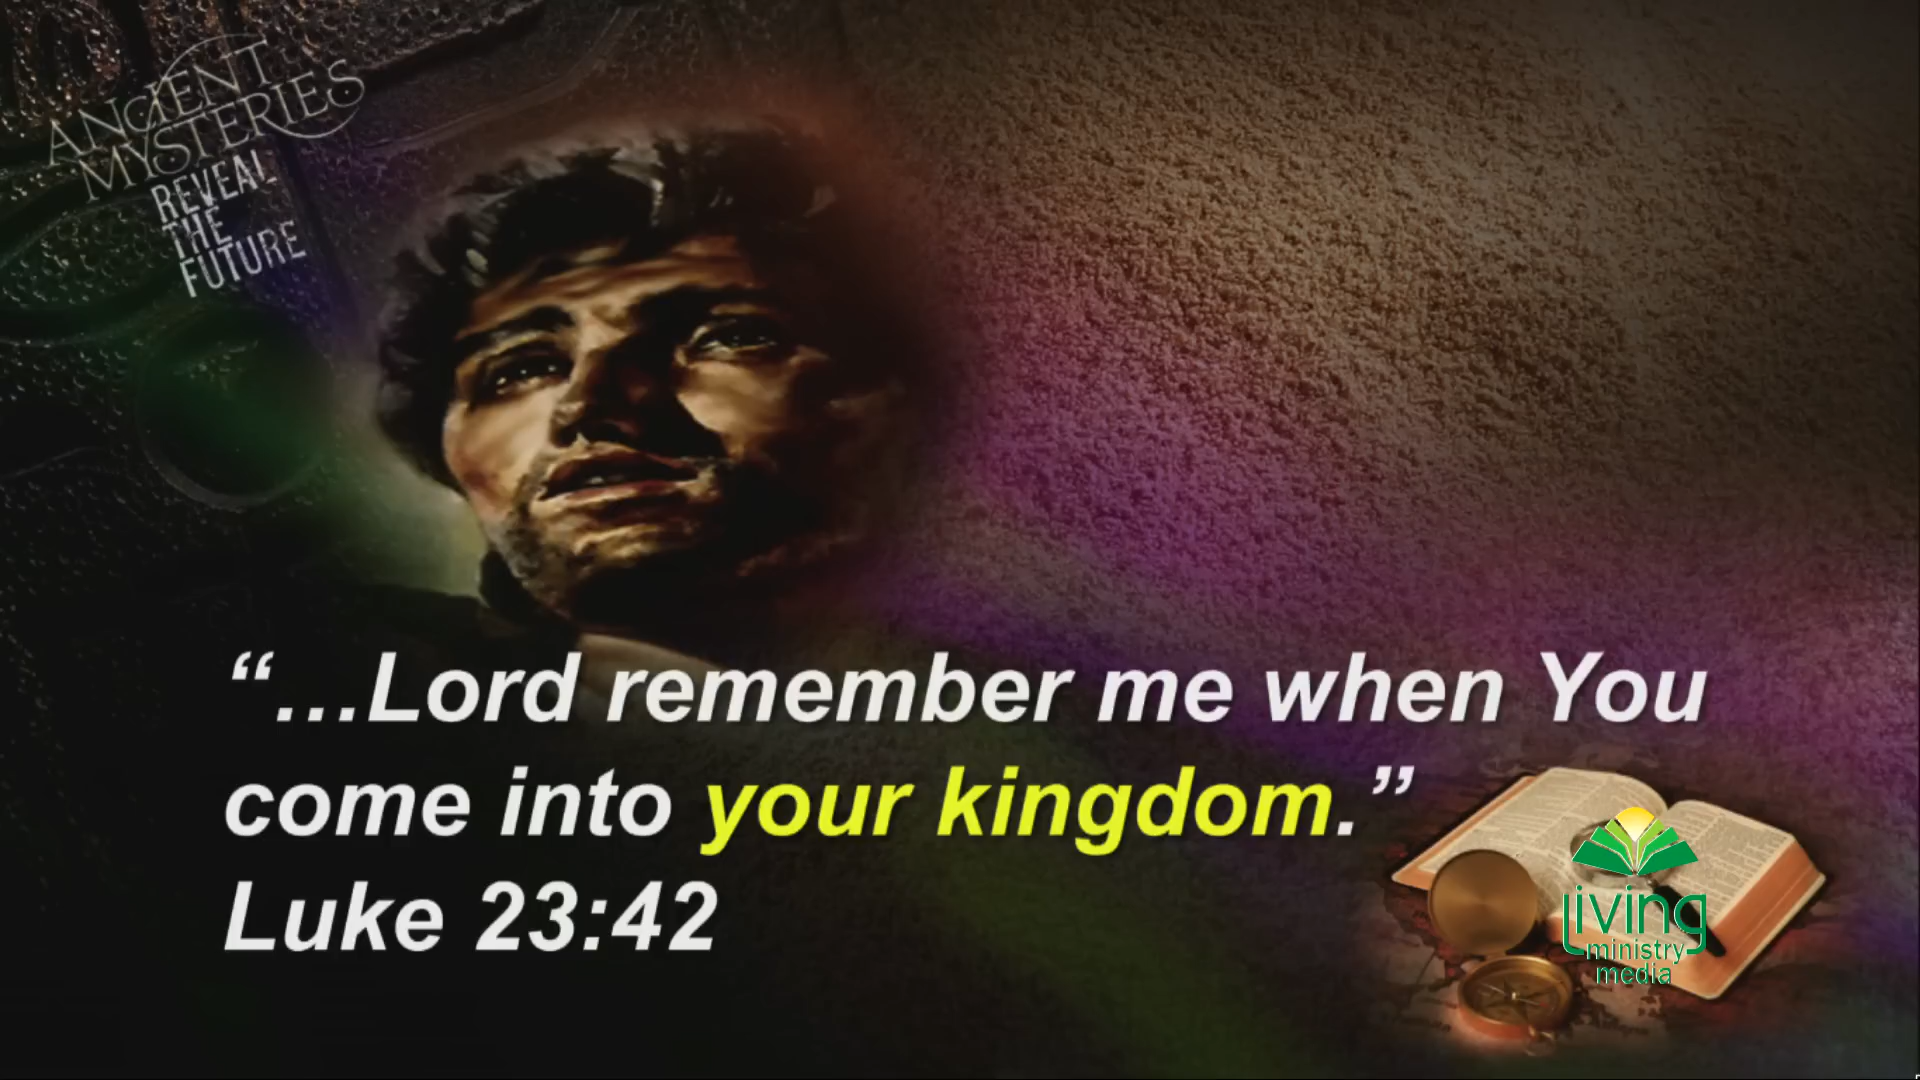 ANCIENT
MYSTERIES
REVEAL
THE
FUTURE
“…Lord remember me when You
come into your kingdom.”
Luke 23:42
Living
ministry
media